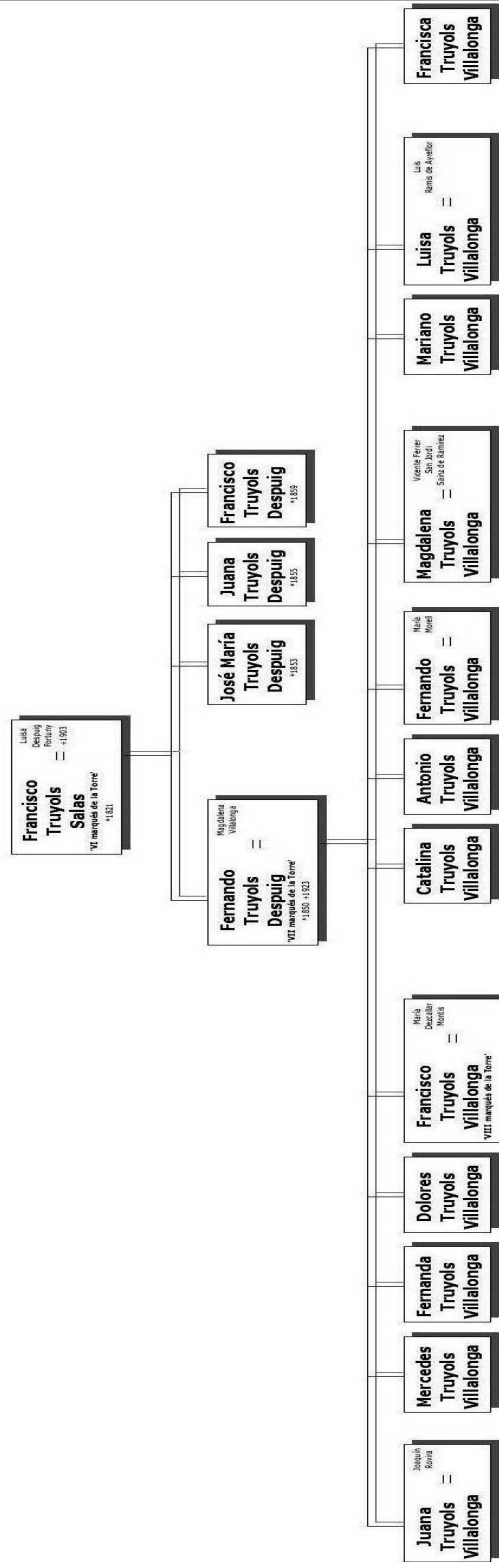 Francisco
Truyols
Salas
'VI marqués de la Torre'
*1821
=
Luisa
Despuig
Fortuny
+1903
Fernando
Truyols
Despuig
'VII marqués de la Torre'
*1850 +1923
=
Magdalena
Villalonga
José María
Truyols
Despuig
*1853
Juana
Truyols
Despuig
*1855
Francisco
Truyols
Despuig
*1859
Juana
Truyols
Villalonga
=
Joaquín
Rovira
Mercedes
Truyols
Villalonga
Fernanda
Truyols
Villalonga
Dolores
Truyols
Villalonga
Francisco
Truyols
Villalonga
'VIII marqués de la Torre'
=
María
Dezcallar
Montis
Catalina
Truyols
Villalonga
Antonio
Truyols
Villalonga
Fernando
Truyols
Villalonga
=
María
Morell
Magdalena
Truyols
Villalonga
=
Vicente Ferrer
San Jordi
Sainz de Ramírez
Mariano
Truyols
Villalonga
Luisa
Truyols
Villalonga
=
Luis
Ramis de Ayreflor
Francisca
Truyols
Villalonga